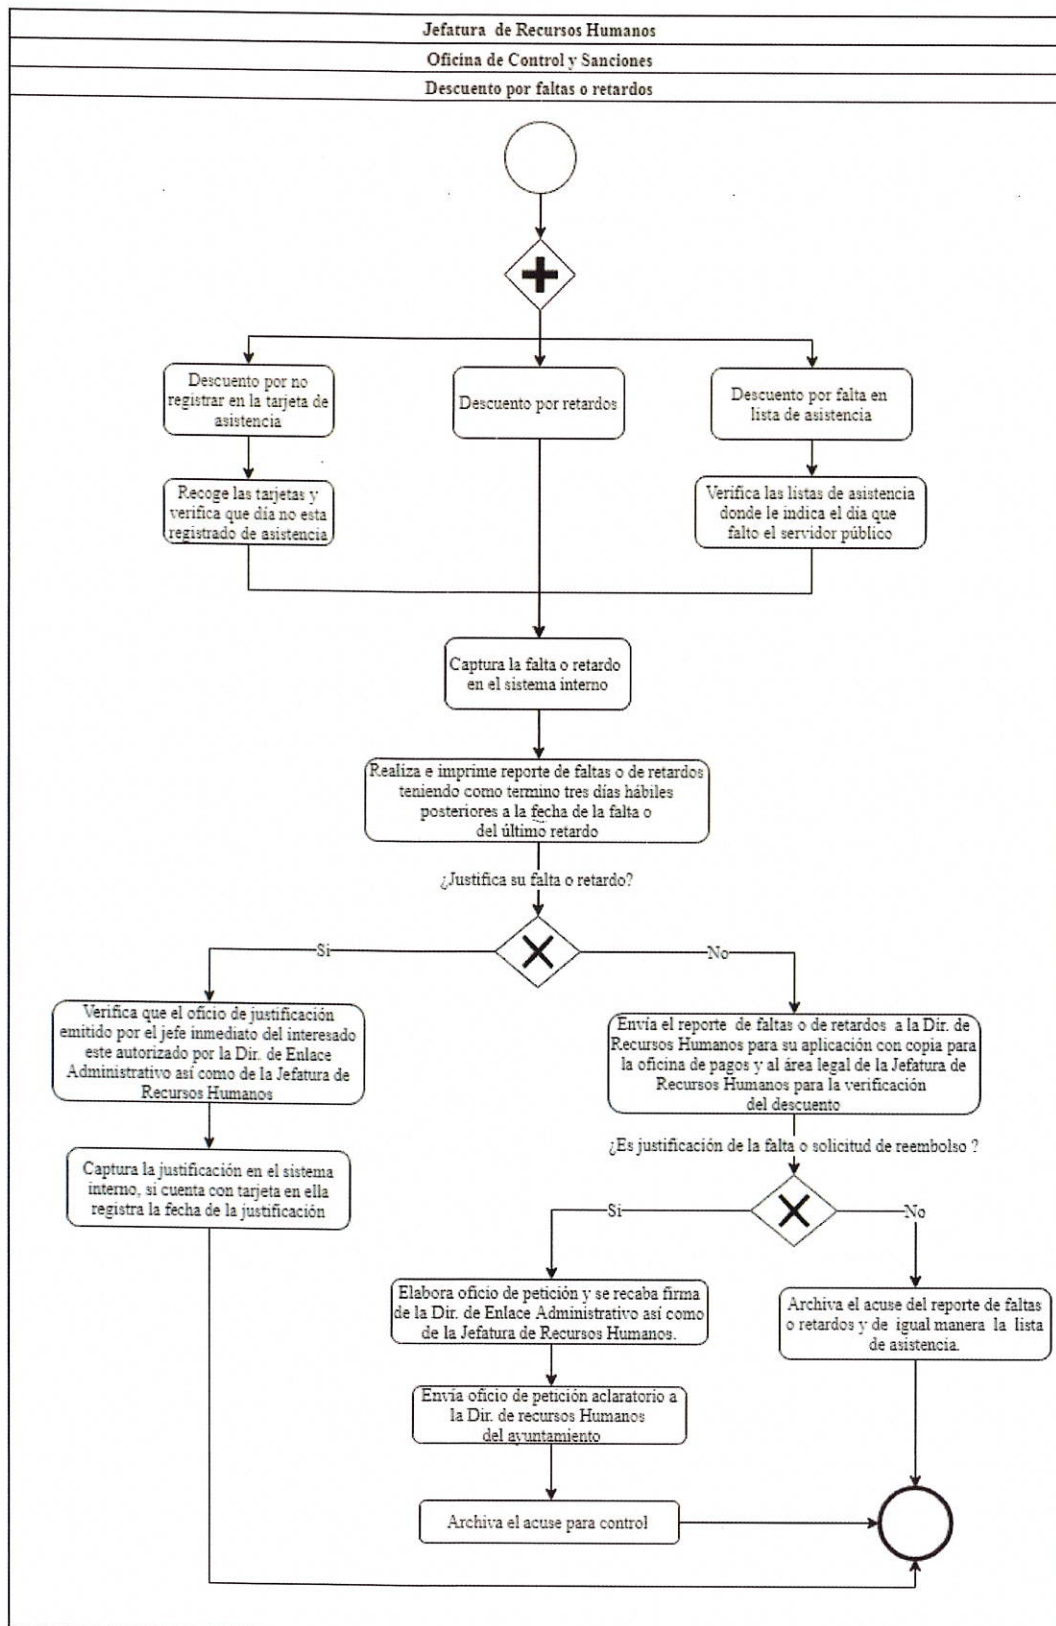 Jefatura de Recursos Humanos
Oficina de Control y Sanciones
Descuento por faltas o retardos
Descuento por no
registrar en la tarjeta de
asistencia
Descuento por retardos
Descuento por falta en
lista de asistencia
Recoge las tarjetas y
verifica que día no esta
registrado de asistencia
Verifica las listas de asistencia
donde le indica el día que
falto el servidor público
Captura la falta o retardo
en el sistema interno
Realiza e imprime reporte de faltas o de retardos
teniendo como termino tres días hábiles
posteriores a la fecha de la falta o
del último retardo
¿Justifica su falta o retardo?
Si
No
Verifica que el oficio de justificación
emitido por el jefe inmediato del interesado
este autorizado por la Dir. de Enlace
Administrativo así como de la Jefatura de
Recursos Humanos
Envía el reporte de faltas o de retardos a la Dir. de
Recursos Humanos para su aplicación con copia para
la oficina de pagos y al área legal de la Jefatura de
Recursos Humanos para la verificación
del descuento
Captura la justificación en el sistema
interno, si cuenta con tarjeta en ella
registra la fecha de la justificación
¿Es justificación de la falta o solicitud de reembolso ?
Si
No
Elabora oficio de petición y se recaba firma
de la Dir. de Enlace Administrativo así como
de la Jefatura de Recursos Humanos.
Archiva el acuse del reporte de faltas
o retardos y de igual manera la lista
de asistencia.
Envía oficio de petición aclaratorio a
la Dir. de recursos Humanos
del ayuntamiento
Archiva el acuse para control